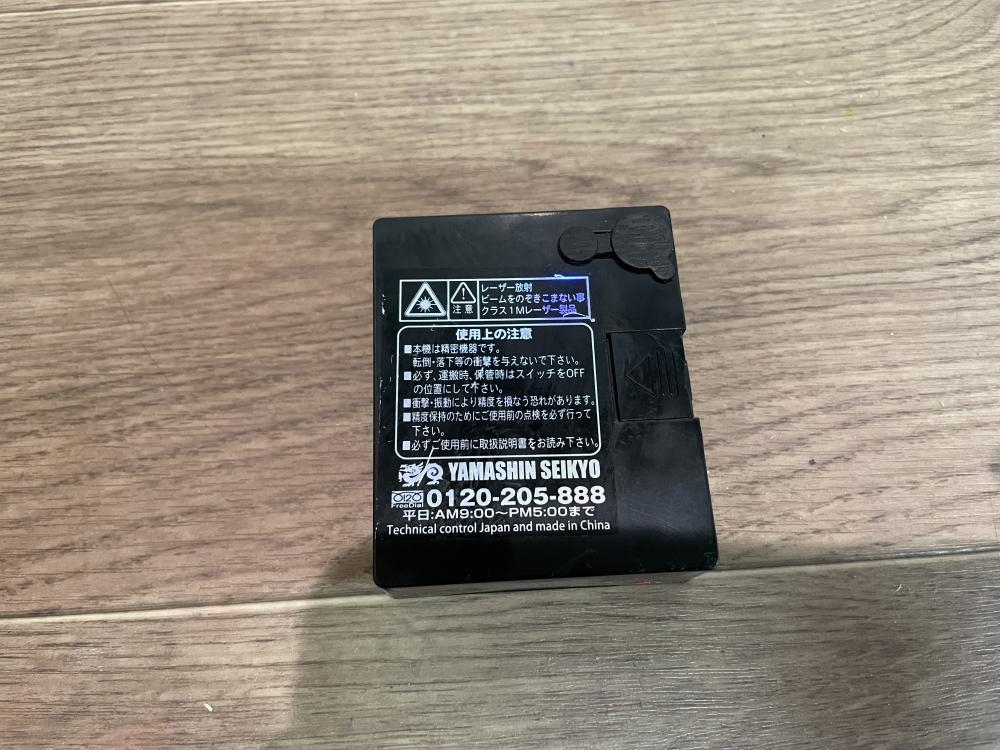 注意
レーザー放射
ビームをのぞきこまない事
クラス1Mレーザー製品
使用上の注意
■本機は精密機器です。
転倒・落下等の衝撃を与えないで下さい。
■必ず、運搬時、保管時はスイッチをOFF
の位置にして下さい。
■衝撃・振動により精度を損なう恐れがあります。
■精度保持のためにご使用前の点検を必ず行って
下さい。
■必ずご使用前に取扱説明書をお読み下さい。
YAMASHIN SEIKYO
0120 FreeDial 0120-205-888
平日:AM9:00〜PM5:00まで
Technical control Japan and made in China